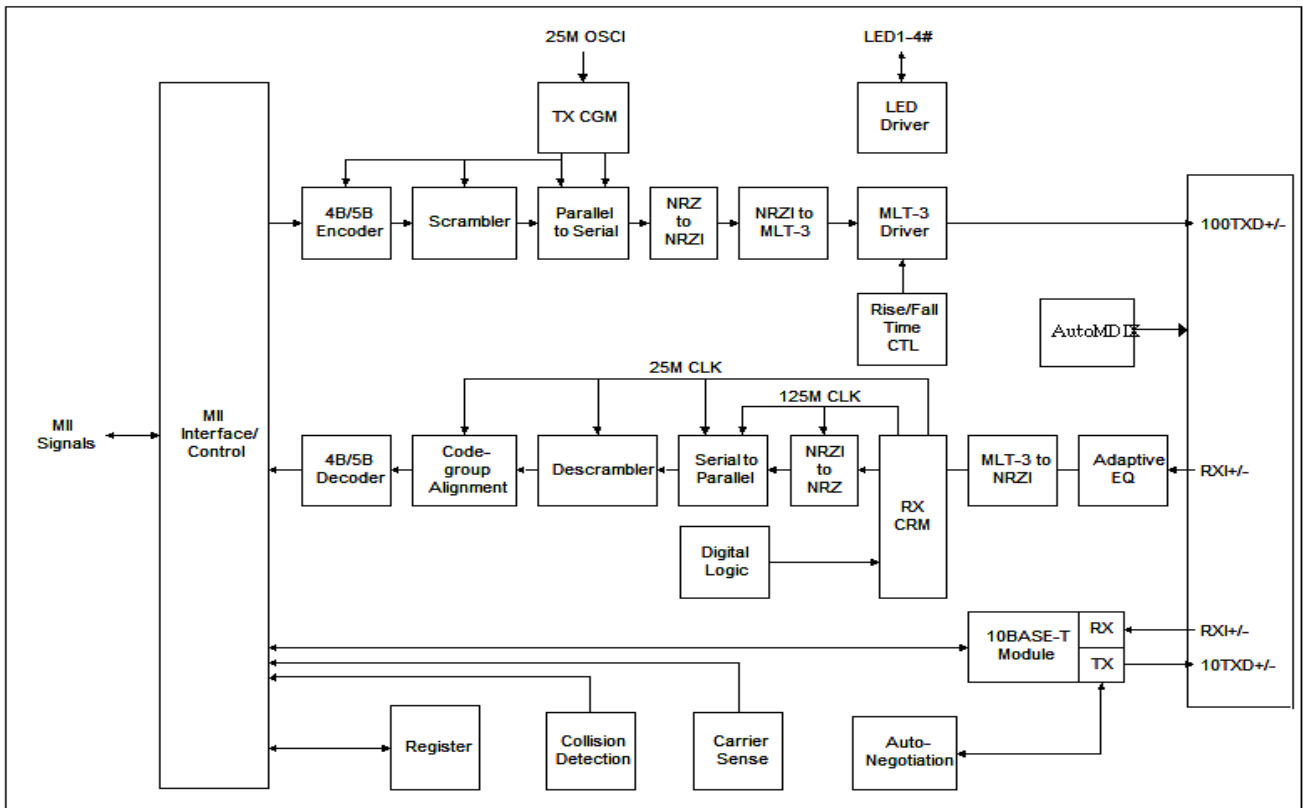 25M OSCI
LED1-4#
TX CGM
LED
Driver
4B/5B
Encoder
Scrambler
Parallel
to Serial
NRZ
to
NRZI
NRZI to
MLT-3
MLT-3
Driver
100TXD+/-
Rise/Fall
Time
CTL
AutoMDIX
25M CLK
125M CLK
MII
Signals
MII
Interface/
Control
4B/5B
Decoder
Code-
group
Alignment
Descrambler
Serial to
Parallel
NRZI
to
NRZ
RX
CRM
MLT-3 to
NRZI
Adaptive
EQ
RXI+/-
Digital
Logic
10BASE-T
Module
RX
TX
RXI+/-
10TXD+/-
Register
Collision
Detection
Carrier
Sense
Auto-
Negotiation